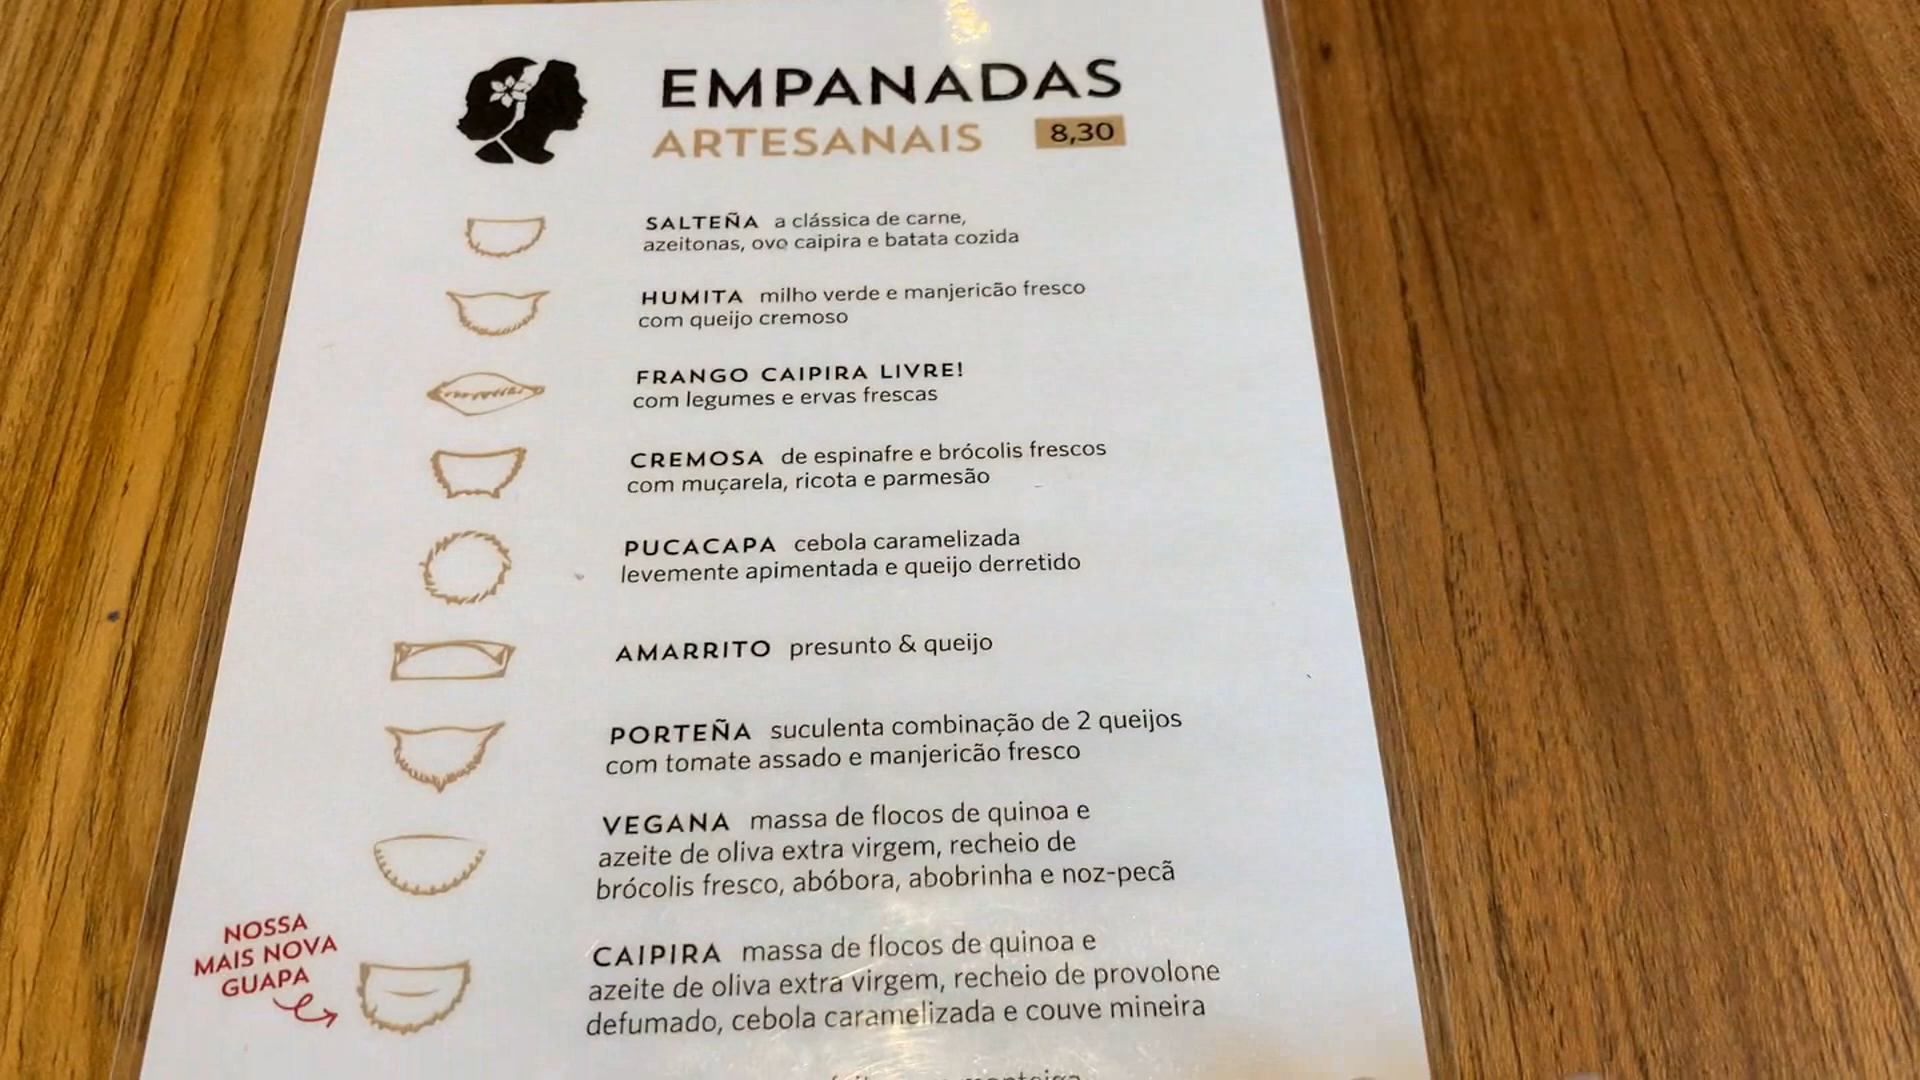 EMPANADAS
ARTESANAIS 8,30
SALTEÑA a clássica de carne,
azeitonas, ovo caipira e batata cozida
HUMITA milho verde e manjericão fresco
com queijo cremoso
FRANGO CAIPIRA LIVRE!
com legumes e ervas frescas
CREMOSA de espinafre e brócolis frescos
com muçarela, ricota e parmesão
PUCACAPA cebola caramelizada
levemente apimentada e queijo derretido
AMARRITO presunto & queijo
PORTEÑA suculenta combinação de 2 queijos
com tomate assado e manjericão fresco
VEGANA massa de flocos de quinoa e
azeite de oliva extra virgem, recheio de
brócolis fresco, abóbora, abobrinha e noz-pecã
NOSSA
MAIS NOVA
GUAPA
CAIPIRA massa de flocos de quinoa e
azeite de oliva extra virgem, recheio de provolone
defumado, cebola caramelizada e couve mineira